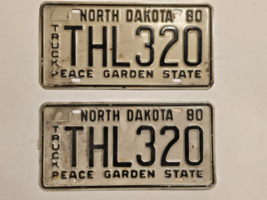 NORTH DAKOTA 80
TRUCK
THL320
PEACE GARDEN STATE
NORTH DAKOTA 80
TRUCK
THL320
PEACE GARDEN STATE